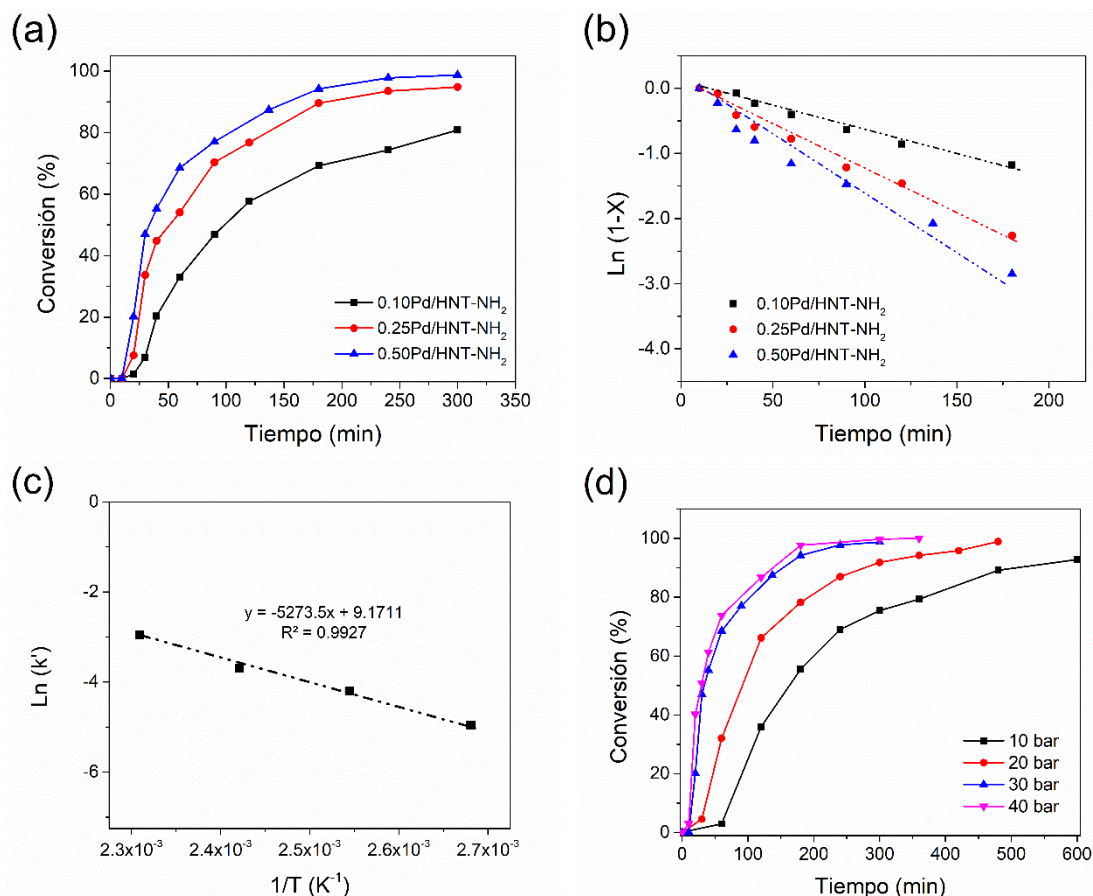 (a)
Conversión (%)
100
80
60
40
20
0
0.10Pd/HNT-NH₂
0.25Pd/HNT-NH₂
0.50Pd/HNT-NH₂
0 50 100 150 200 250 300 350
Tiempo (min)
(b)
Ln (1-X)
0.0
-1.0
-2.0
-3.0
-4.0
0.10Pd/HNT-NH₂
0.25Pd/HNT-NH₂
0.50Pd/HNT-NH₂
0 50 100 150 200
Tiempo (min)
(c)
Ln (k')
0
-2
-4
-6
y = -5273.5x + 9.1711
R² = 0.9927
2.3x10⁻³ 2.4x10⁻³ 2.5x10⁻³ 2.6x10⁻³ 2.7x10⁻³
1/T (K⁻¹)
(d)
Conversión (%)
100
80
60
40
20
0
10 bar
20 bar
30 bar
40 bar
0 100 200 300 400 500 600
Tiempo (min)